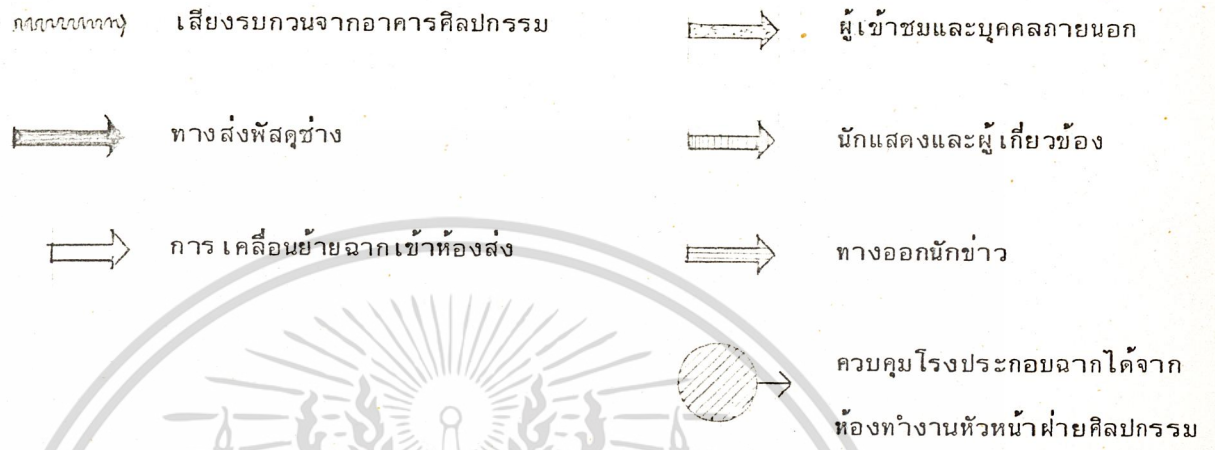 เสียงรบกวนจากอาคารศิลปกรรม
ทางส่งพัสดุช่าง
การเคลื่อนย้ายฉากเข้าห้องส่ง
ผู้เข้าชมและบุคคลภายนอก
นักแสดงและผู้เกี่ยวข้อง
ทางออกนักข่าว
ควบคุมโรงประกอบฉากได้จาก
ห้องทำงานหัวหน้าฝ่ายศิลปกรรม